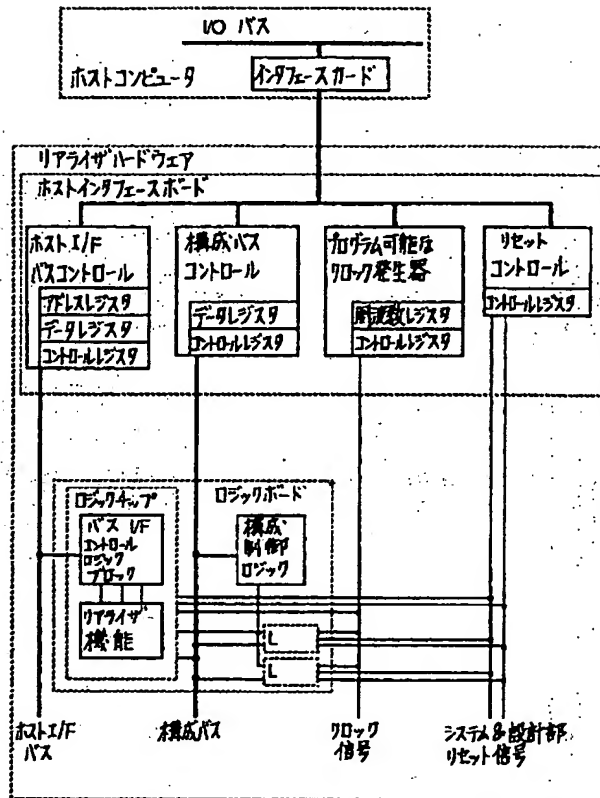 I/O バス
ホストコンピュータ
インタフェースカード
リアライザハードウェア
ホストインタフェースボード
ホストI/F
バスコントロール
アドレスレジスタ
データレジスタ
コントロールレジスタ
構成バス
コントロール
データレジスタ
コントロールレジスタ
プログラム可能な
クロック発生器
周波数レジスタ
コントロールレジスタ
リセット
コントロール
コントロールレジスタ
ロジックボード
ロジックチップ
バス I/F
コントロール
ロジック
ブロック
リアライザ
機能
構成
制御
ロジック
L
L
ホストI/F
バス
構成バス
クロック
信号
システム&設計部
リセット信号